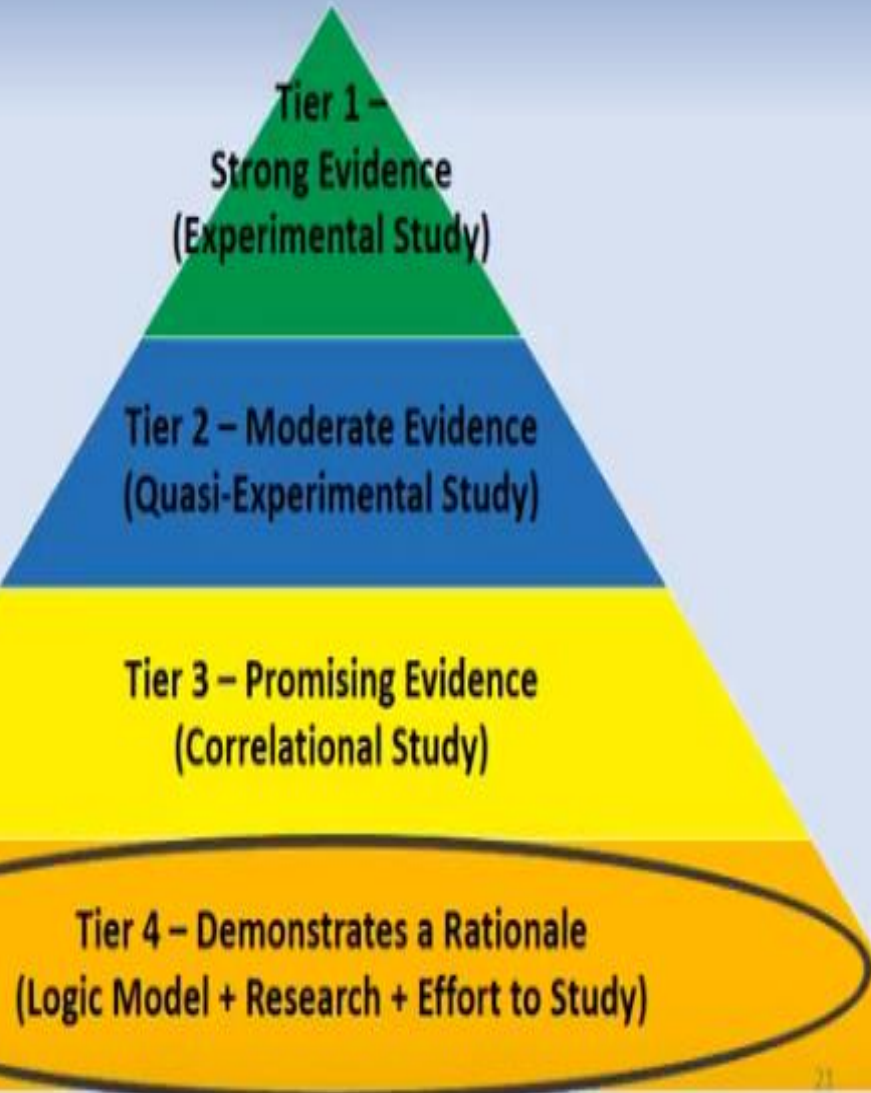 Tier 1 –
Strong Evidence
(Experimental Study)
Tier 2 – Moderate Evidence
(Quasi-Experimental Study)
Tier 3 – Promising Evidence
(Correlational Study)
Tier 4 – Demonstrates a Rationale
(Logic Model + Research + Effort to Study)
21